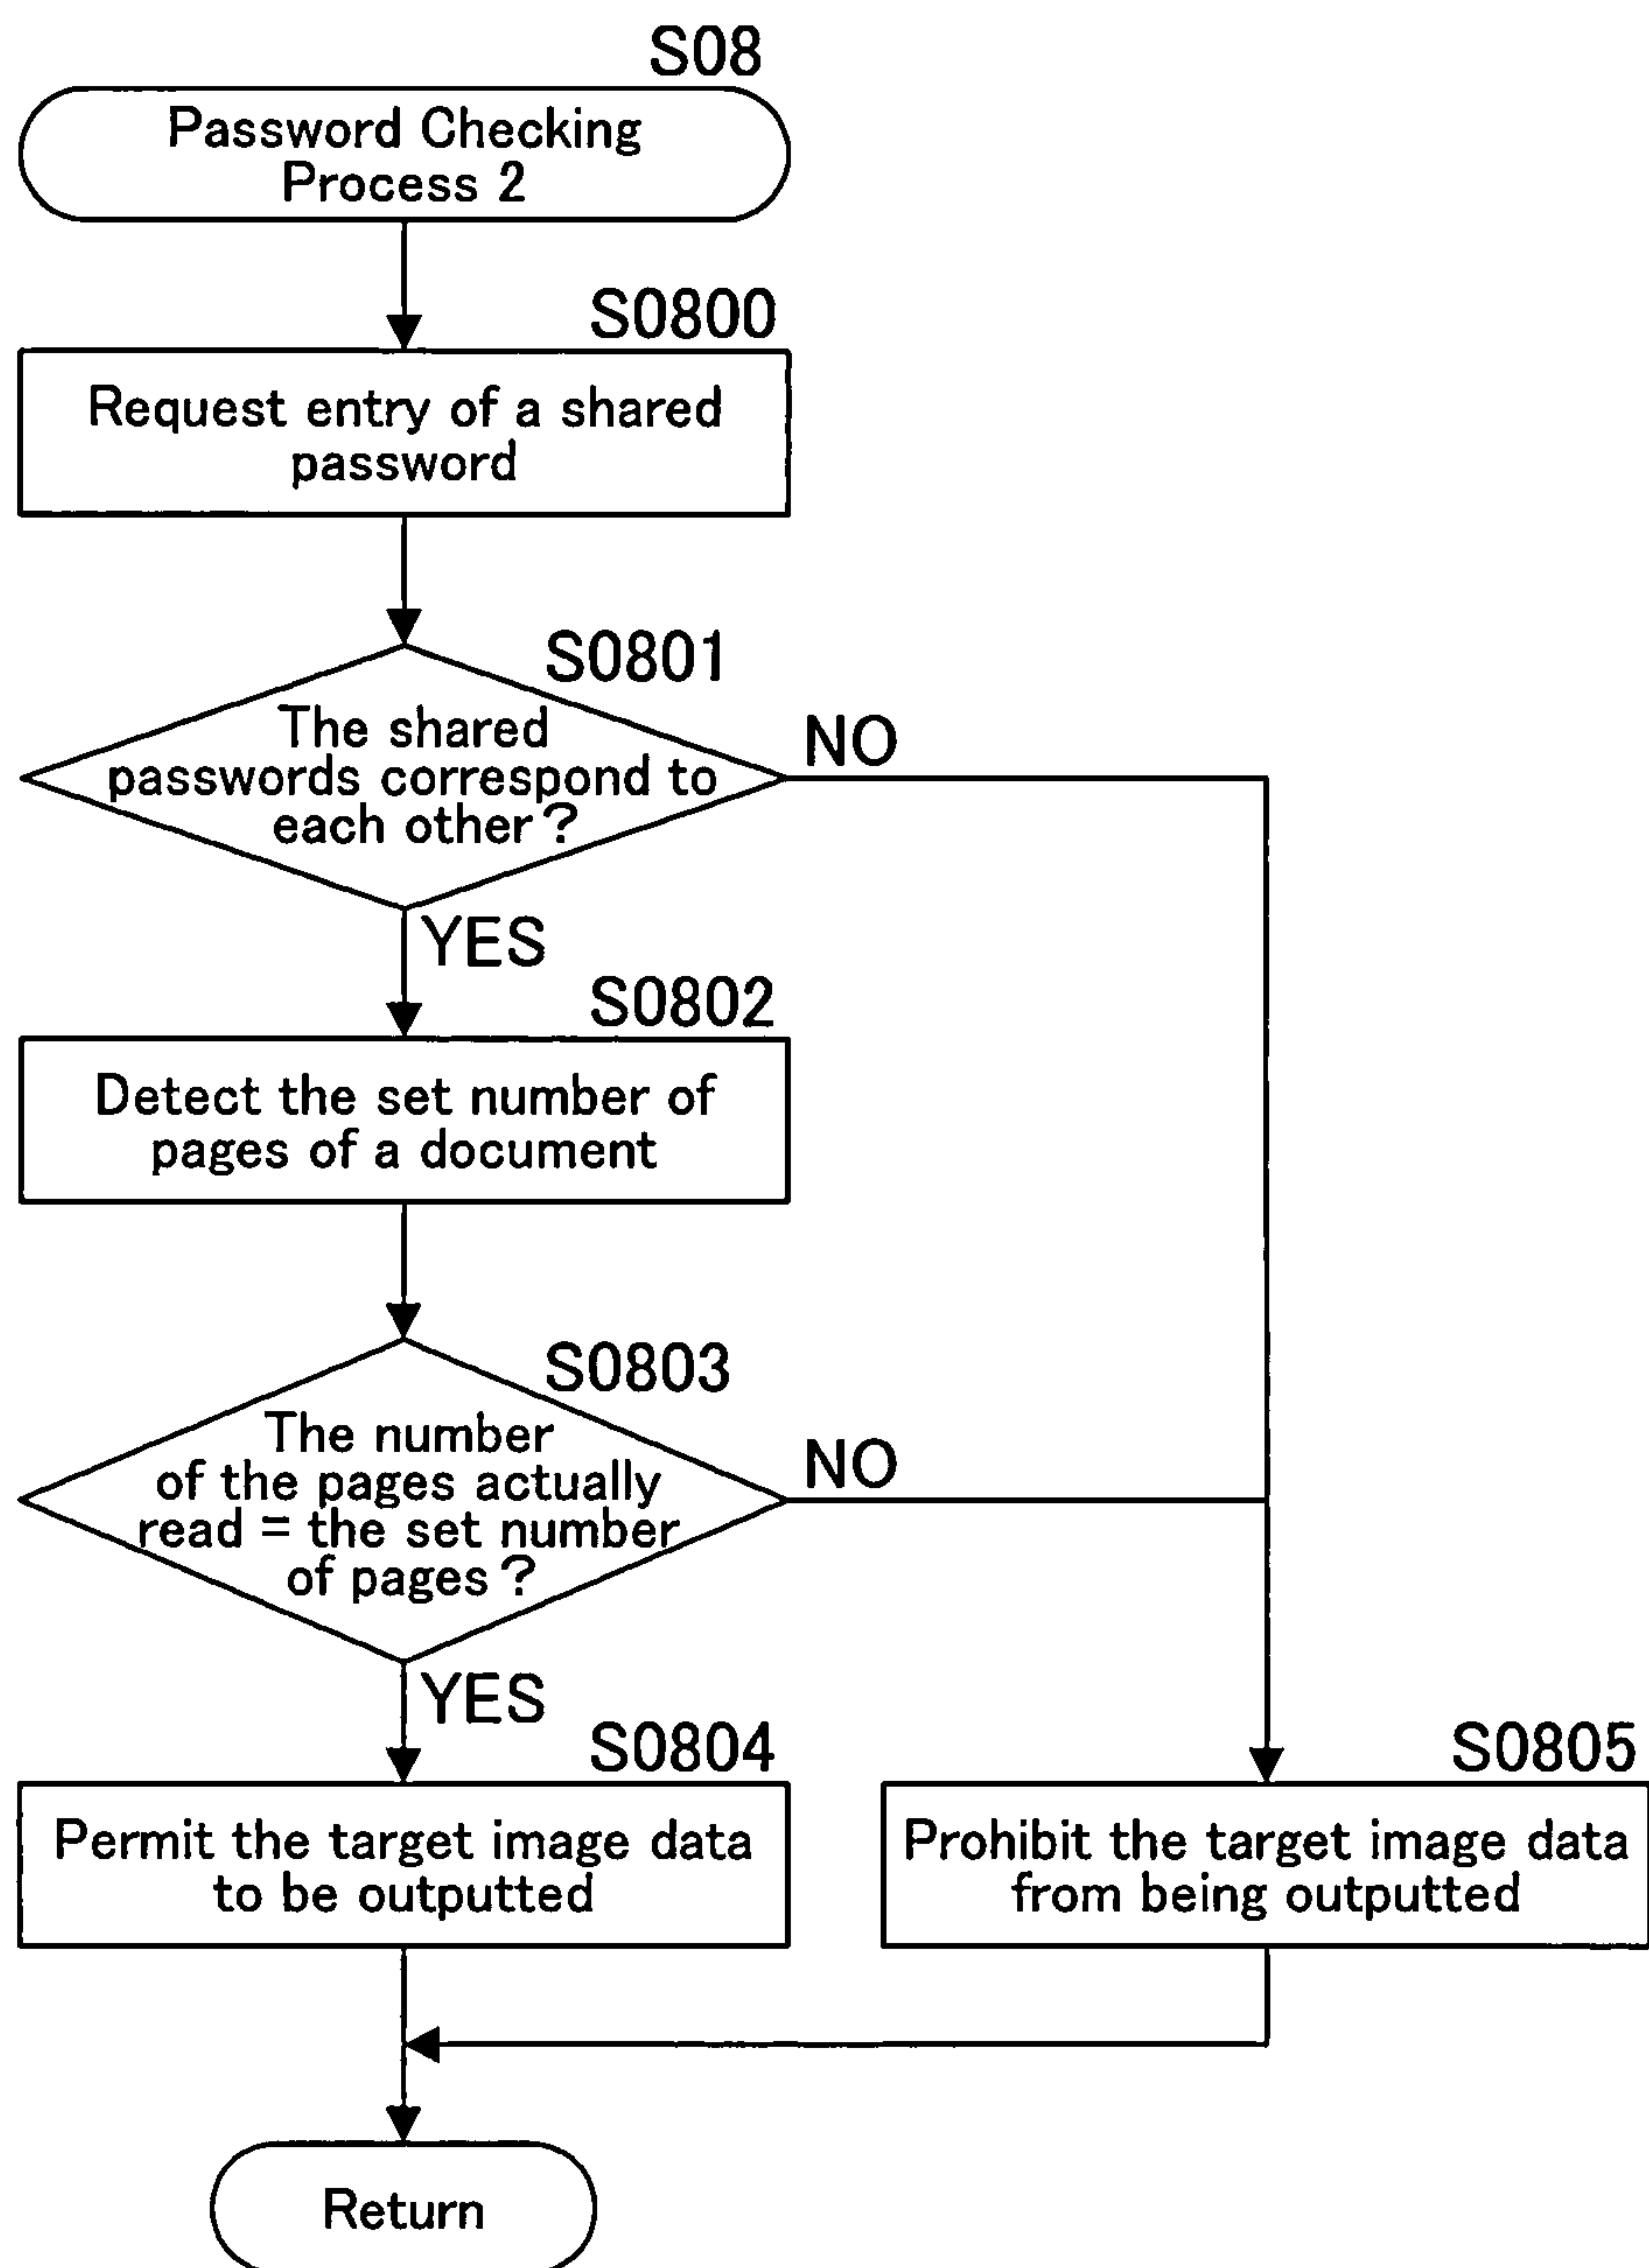 S08
Password Checking
Process 2
S0800
Request entry of a shared
password
S0801
The shared
passwords correspond to
each other ?
NO
YES
S0802
Detect the set number of
pages of a document
S0803
The number
of the pages actually
read = the set number
of pages ?
NO
YES
S0804
Permit the target image data
to be outputted
S0805
Prohibit the target image data
from being outputted
Return